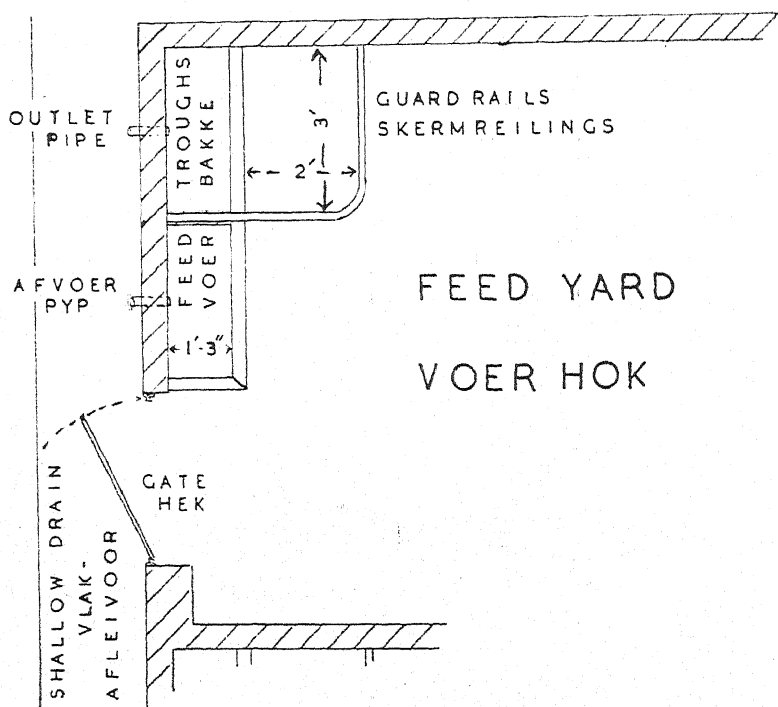 OUTLET
PIPE
TROUGHS
BAKKE
3'
2'
GUARD RAILS
SKERMREILINGS
AFVOER
PYP
FEED
VOER
1'-3"
FEED YARD
VOER HOK
GATE
HEK
SHALLOW DRAIN
VLAK-
AFLEIVOOR